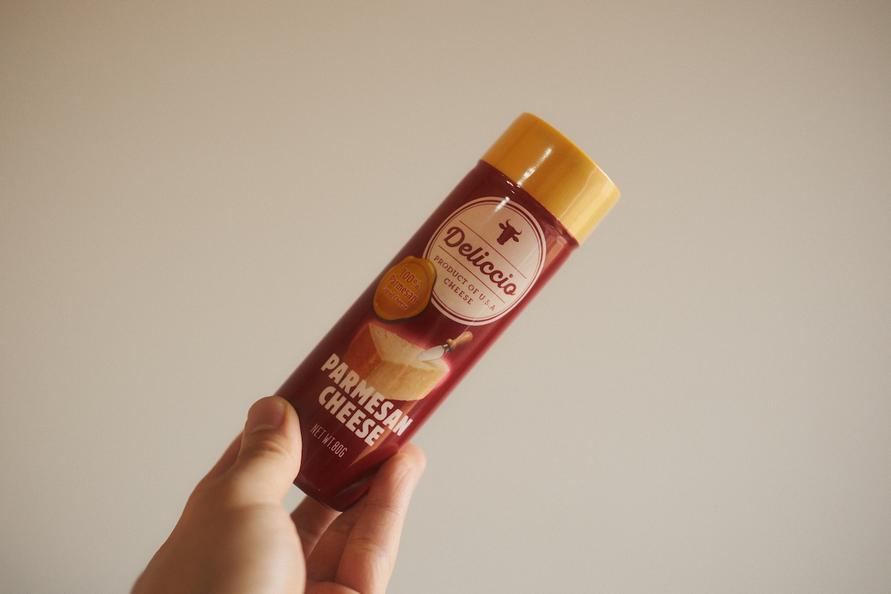 Deliccio
PRODUCT OF U.S.A
CHEESE
100%
Parmesan
PARMESAN
CHEESE
NET WT.80G